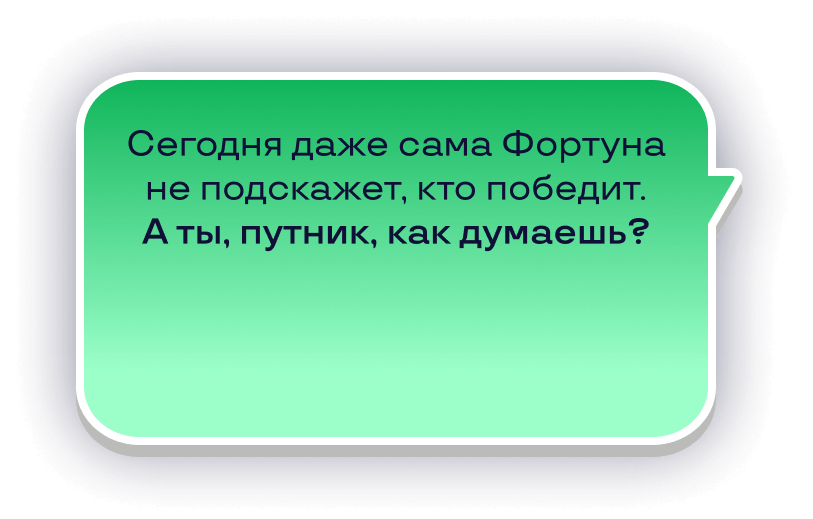 Сегодня даже сама Фортуна
не подскажет, кто победит.
А ты, путник, как думаешь?